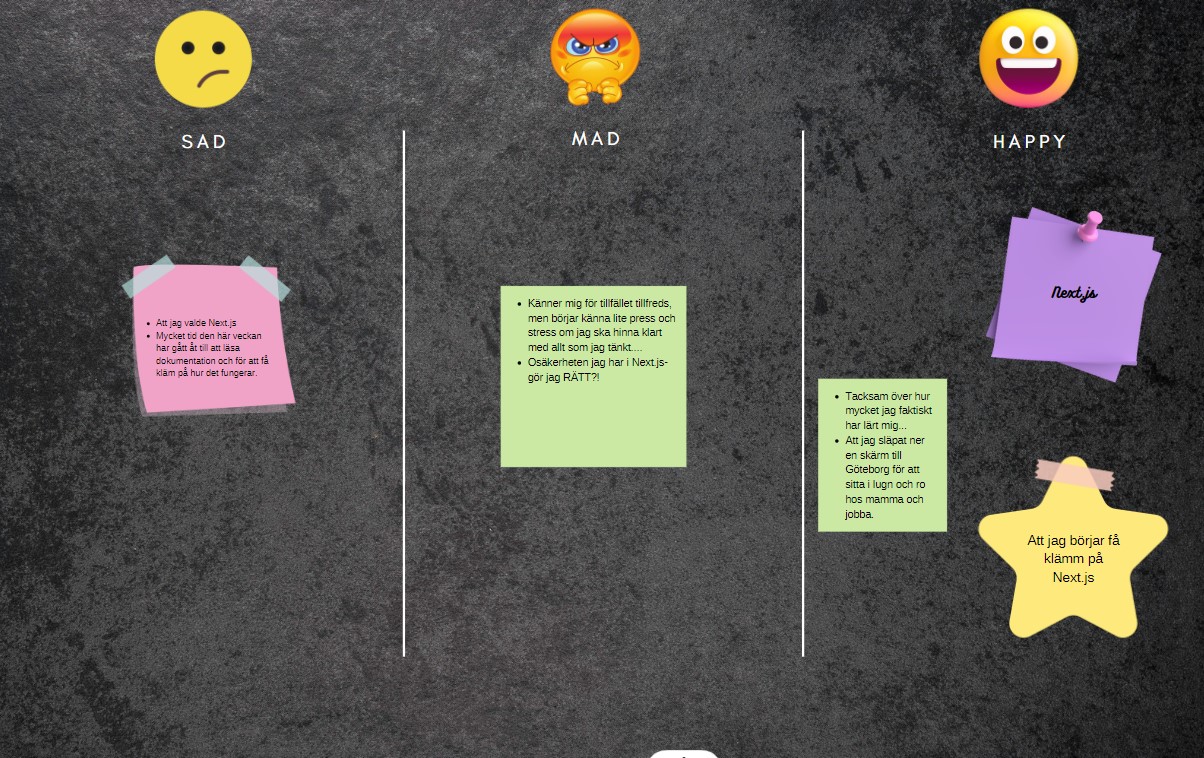 SAD
MAD
HAPPY
• Att jag valde Next.js
• Mycket tid den här veckan
har gått åt till att läsa
dokumentation och för att få
kläm på hur det fungerar.
• Känner mig för tillfället tillfreds,
men börjar känna lite press och
stress om jag ska hinna klart
med allt som jag tänkt....
• Osäkerheten jag har i Next.js-
gör jag RÄTT?!
Next.js
• Tacksam över hur
mycket jag faktiskt
har lärt mig...
• Att jag släpat ner
en skärm till
Göteborg för att
sitta i lugn och ro
hos mamma och
jobba.
Att jag börjar få
klämm på
Next.js